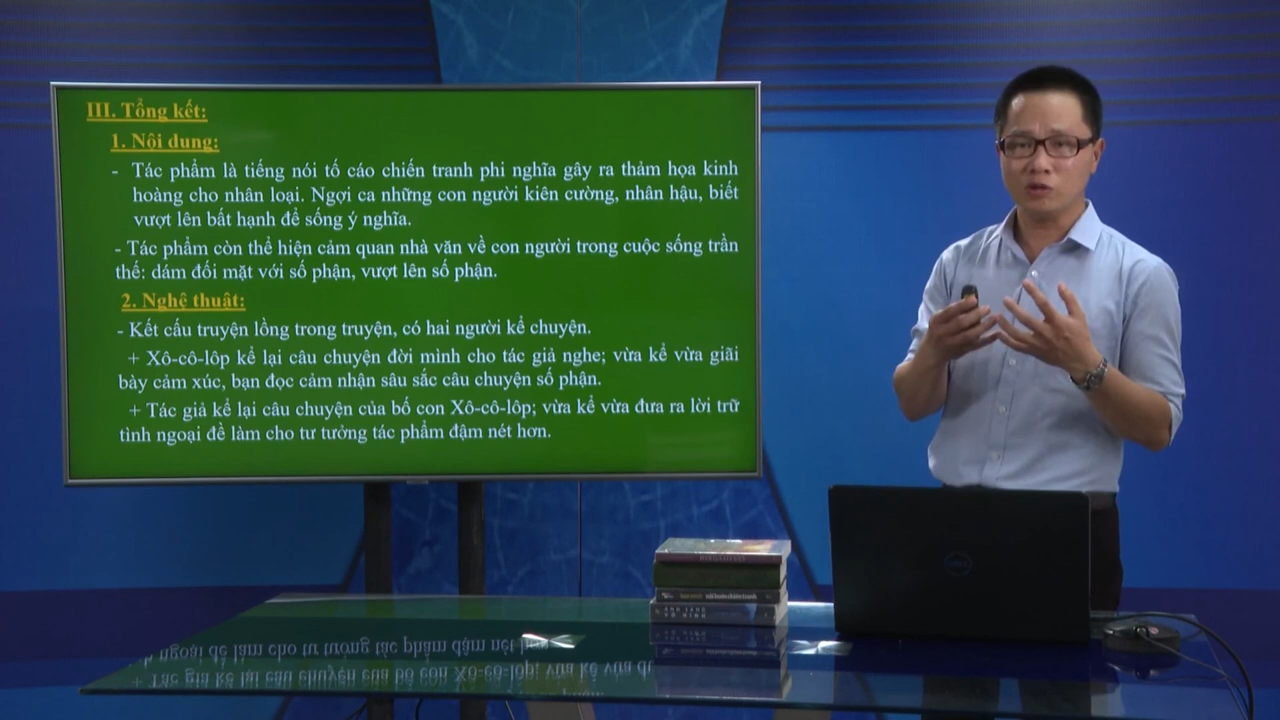 III. Tổng kết:
1. Nội dung:
- Tác phẩm là tiếng nói tố cáo chiến tranh phi nghĩa gây ra thảm họa kinh
hoàng cho nhân loại. Ngợi ca những con người kiên cường, nhân hậu, biết
vượt lên bất hạnh để sống ý nghĩa.
- Tác phẩm còn thể hiện cảm quan nhà văn về con người trong cuộc sống trần
thế: dám đối mặt với số phận, vượt lên số phận.
2. Nghệ thuật:
- Kết cấu truyện lồng trong truyện, có hai người kể chuyện.
+ Xô-cô-lôp kể lại câu chuyện đời mình cho tác giả nghe; vừa kể vừa giãi
bày cảm xúc, bạn đọc cảm nhận sâu sắc câu chuyện số phận.
+ Tác giả kể lại câu chuyện của bố con Xô-cô-lôp; vừa kể vừa đưa ra lời trữ
tình ngoại đề làm cho tư tưởng tác phẩm đậm nét hơn.
nỗi buồn chiến tranh
DELL